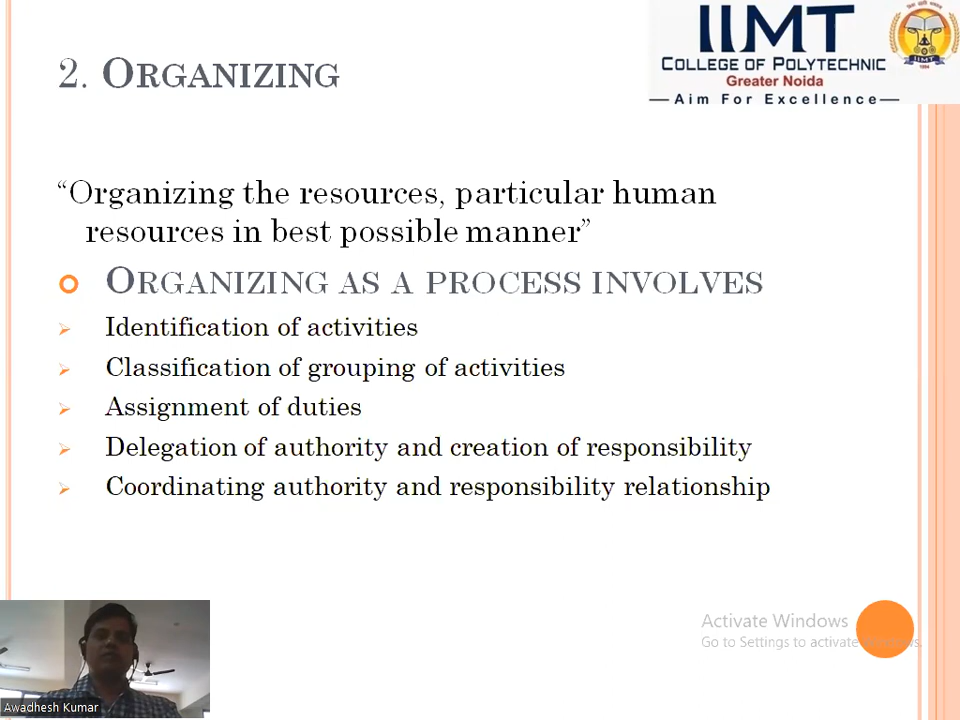 IIMT
COLLEGE OF POLYTECHNIC
Greater Noida
— Aim For Excellence —
IIMT
2. ORGANIZING
“Organizing the resources, particular human
resources in best possible manner”
ORGANIZING AS A PROCESS INVOLVES
Identification of activities
Classification of grouping of activities
Assignment of duties
Delegation of authority and creation of responsibility
Coordinating authority and responsibility relationship
Activate Windows
Go to Settings to activate Windows.
Awadhesh Kumar